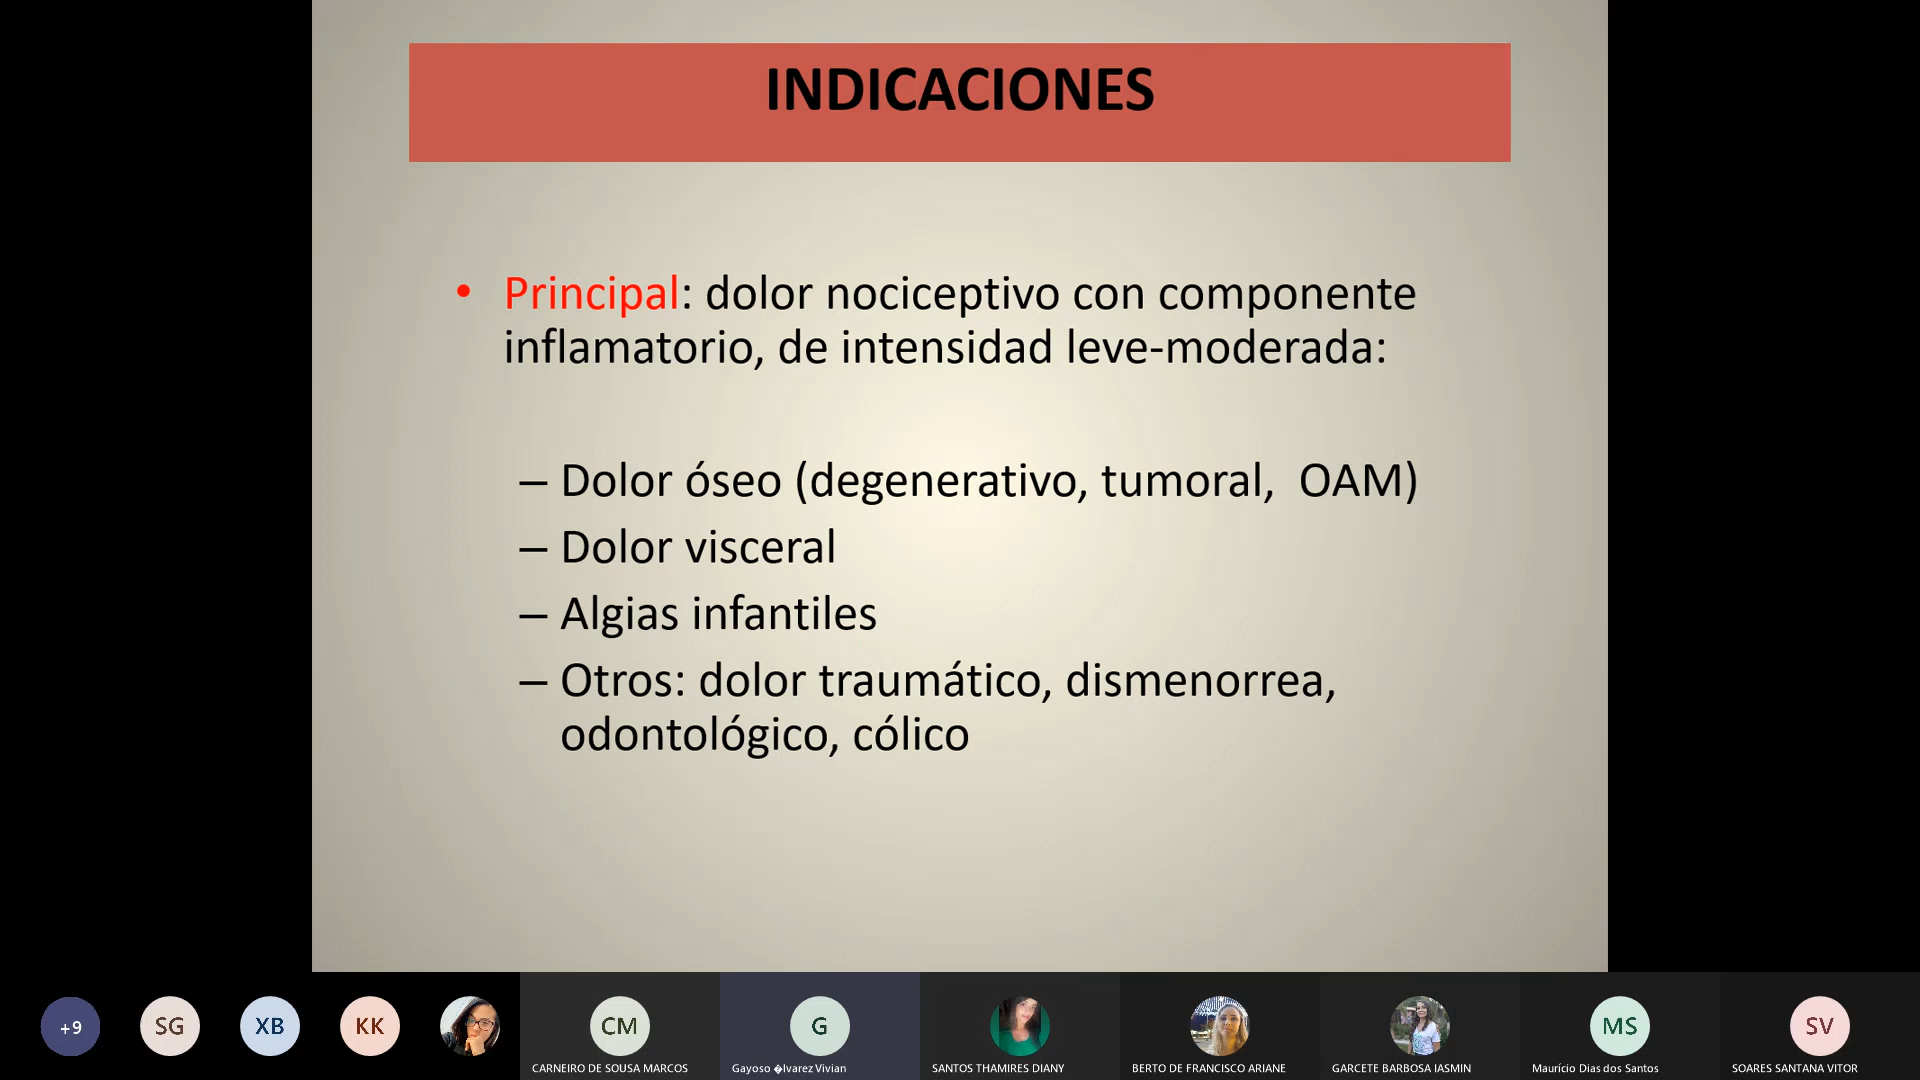 INDICACIONES
• Principal: dolor nociceptivo con componente
inflamatorio, de intensidad leve-moderada:
– Dolor óseo (degenerativo, tumoral, OAM)
– Dolor visceral
– Algias infantiles
– Otros: dolor traumático, dismenorrea,
odontológico, cólico
+9
SG
XB
KK
CM
G
MS
SV
CARNEIRO DE SOUSA MARCOS
Gayoso �lvarez Vivian
SANTOS THAMIRES DIANY
BERTO DE FRANCISCO ARIANE
GARCETE BARBOSA IASMIN
Maurício Dias dos Santos
SOARES SANTANA VITOR